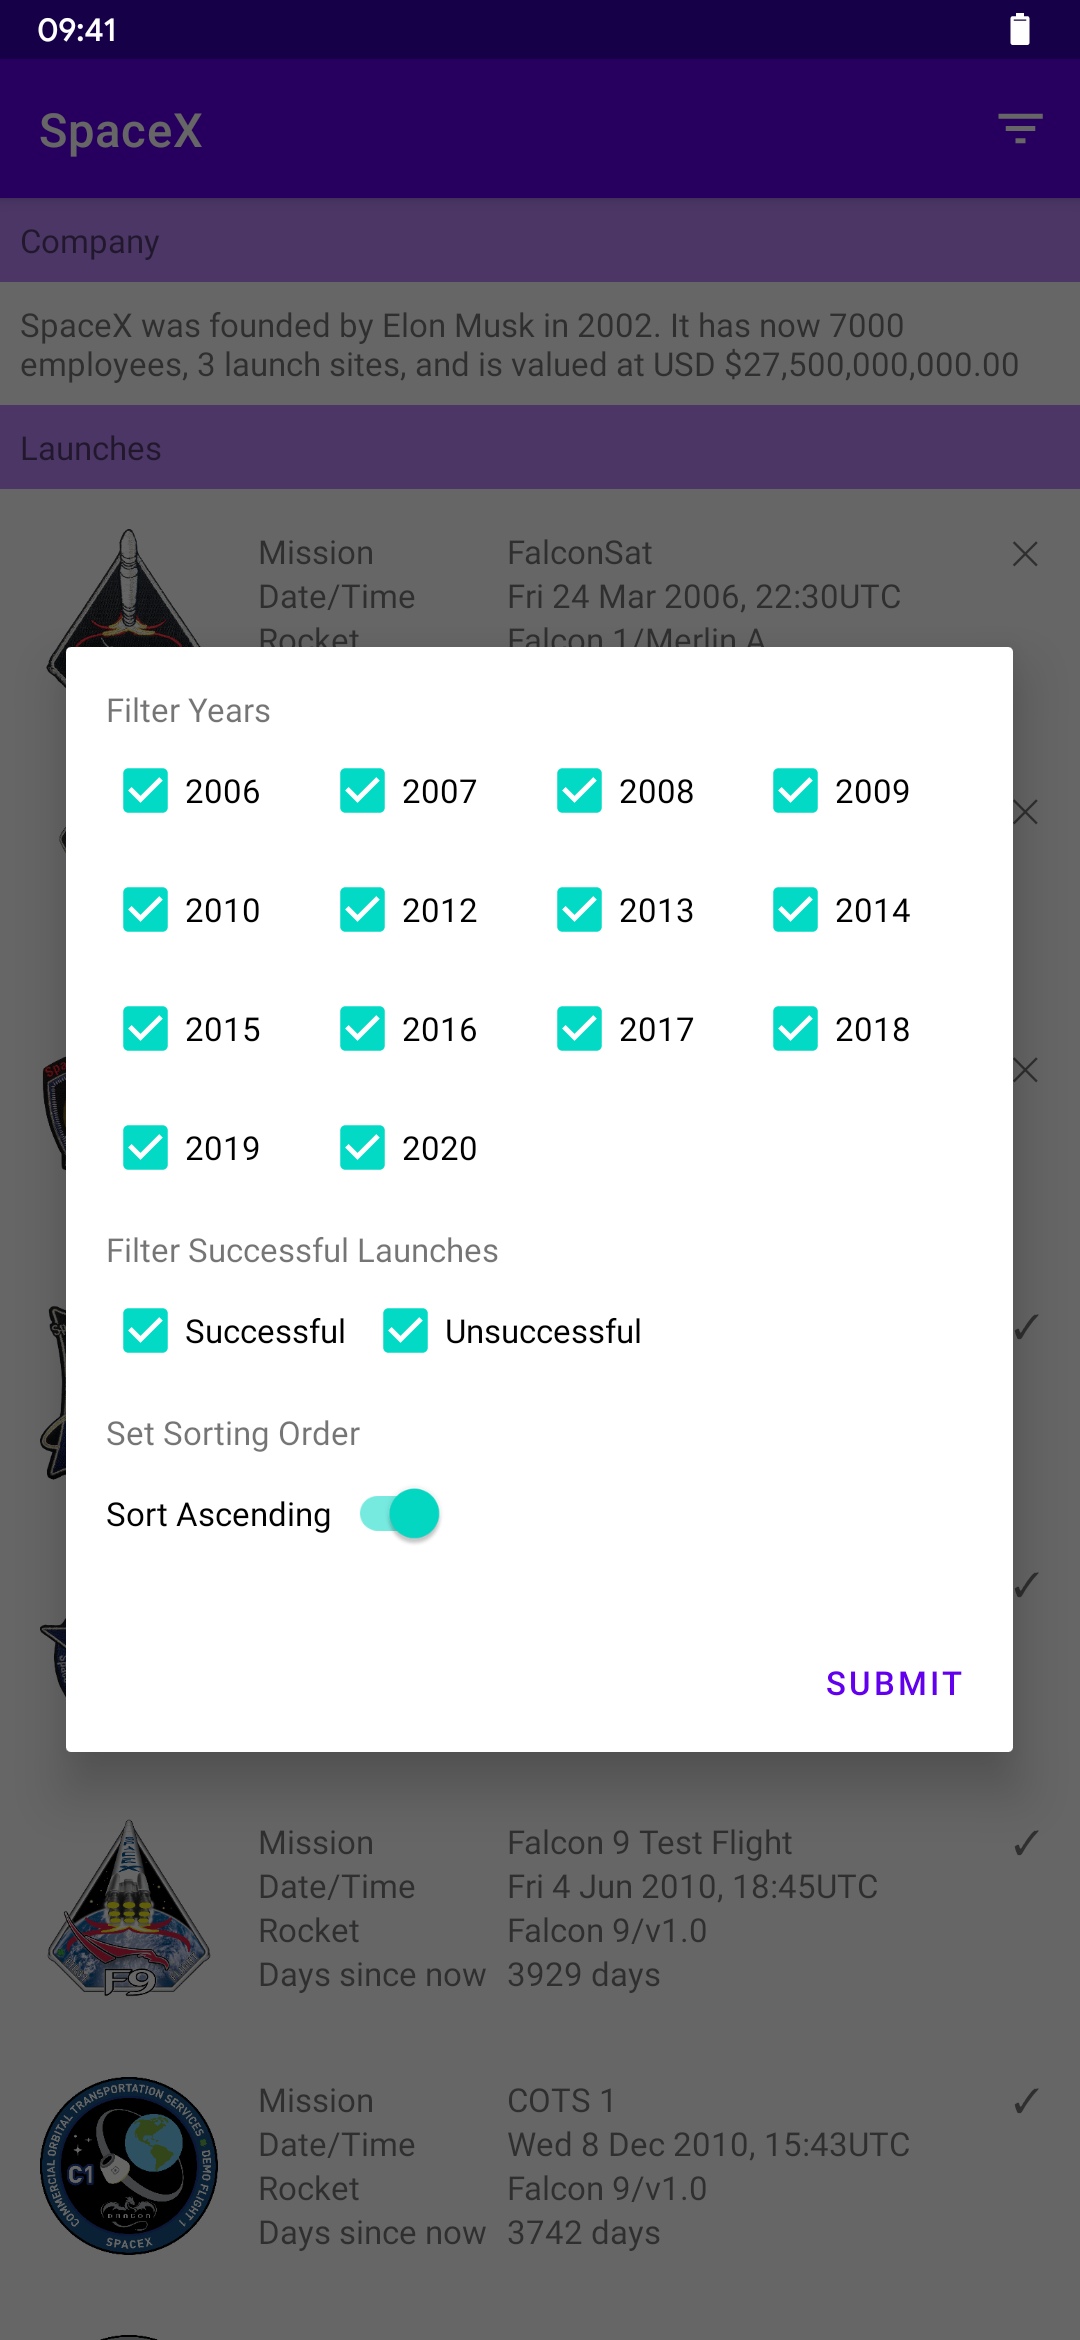 09:41
SpaceX
Company
SpaceX was founded by Elon Musk in 2002. It has now 7000
employees, 3 launch sites, and is valued at USD $27,500,000,000.00
Launches
Mission FalconSat
Date/Time Fri 24 Mar 2006, 22:30UTC
Rocket Falcon 1/Merlin A
Filter Years
2006 2007 2008 2009
2010 2012 2013 2014
2015 2016 2017 2018
2019 2020
Filter Successful Launches
Successful Unsuccessful
Set Sorting Order
Sort Ascending
SUBMIT
Mission Falcon 9 Test Flight
Date/Time Fri 4 Jun 2010, 18:45UTC
Rocket Falcon 9/v1.0
Days since now 3929 days
F9
Mission COTS 1
Date/Time Wed 8 Dec 2010, 15:43UTC
Rocket Falcon 9/v1.0
Days since now 3742 days
COMMERCIAL ORBITAL TRANSPORTATION SERVICES DEMO FLIGHT 1
C1
DRAGON
SPACEX